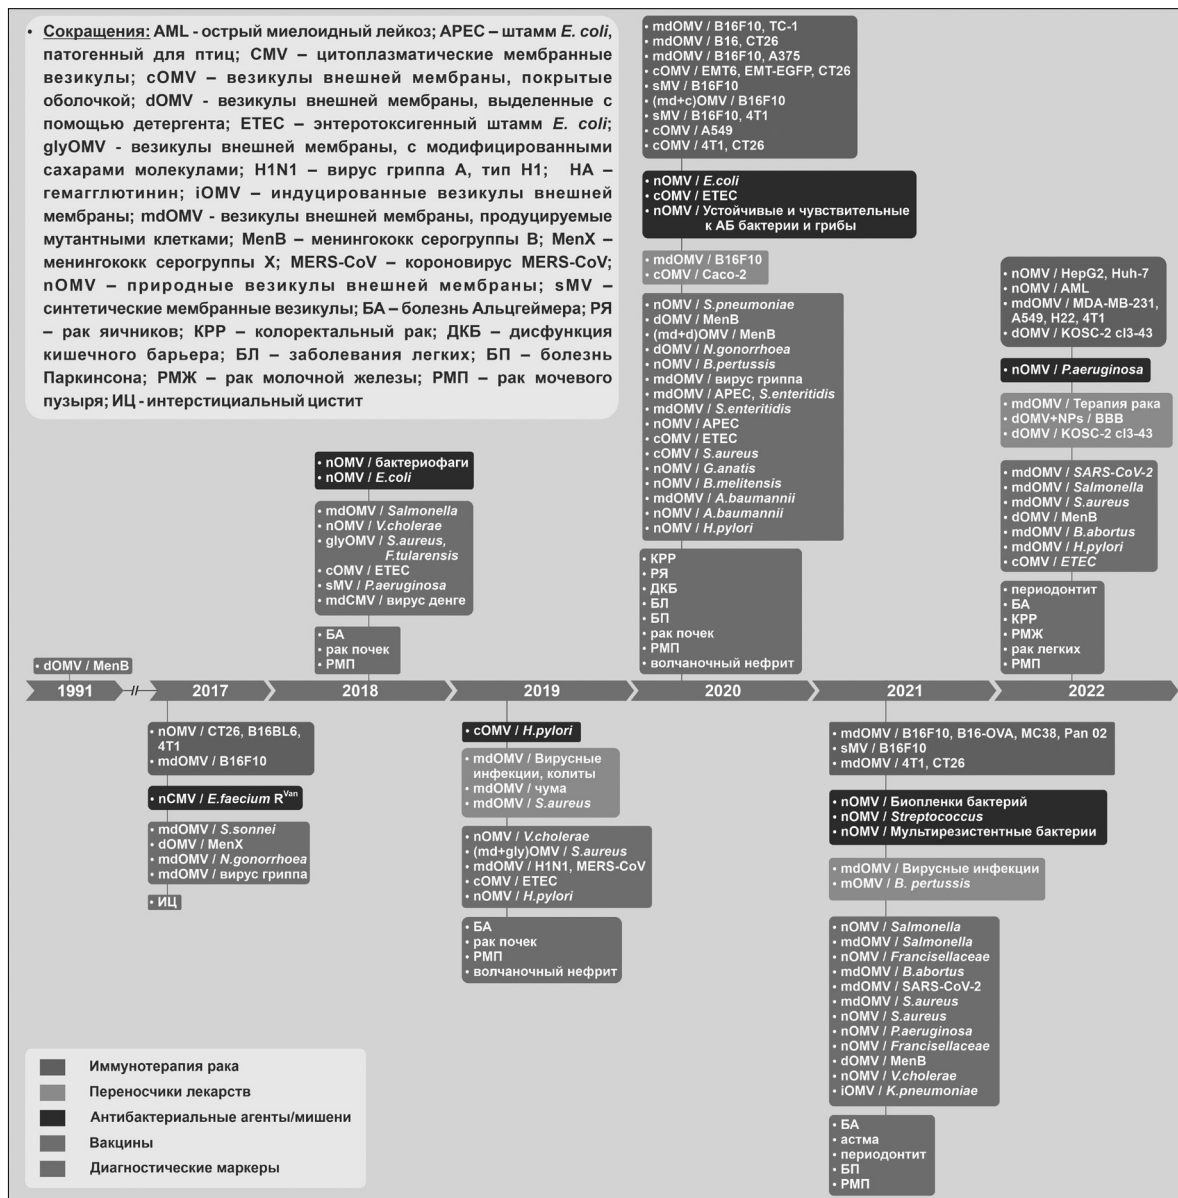 • Сокращения: AML - острый миелоидный лейкоз; APEC – штамм E. coli,
патогенный для птиц; CMV – цитоплазматические мембранные
везикулы; cOMV – везикулы внешней мембраны, покрытые
оболочкой; dOMV - везикулы внешней мембраны, выделенные с
помощью детергента; ETEC – энтеротоксигенный штамм E. coli;
glyOMV - везикулы внешней мембраны, с модифицированными
сахарами молекулами; H1N1 – вирус гриппа А, тип H1; HA –
гемагглютинин; iOMV – индуцированные везикулы внешней
мембраны; mdOMV - везикулы внешней мембраны, продуцируемые
мутантными клетками; MenB – менингококк серогруппы B; MenX –
менингококк серогруппы X; MERS-CoV – короновирус MERS-CoV;
nOMV – природные везикулы внешней мембраны; sMV –
синтетические мембранные везикулы; БА – болезнь Альцгеймера; РЯ
– рак яичников; КРР – колоректальный рак; ДКБ – дисфункция
кишечного барьера; БЛ – заболевания легких; БП – болезнь
Паркинсона; РМЖ – рак молочной железы; РМП – рак мочевого
пузыря; ИЦ - интерстициальный цистит
• dOMV / MenB
1991
2017
• nOMV / CT26, B16BL6,
4T1
• mdOMV / B16F10
• nCMV / E.faecium R^Van
• mdOMV / S.sonnei
• dOMV / MenX
• mdOMV / N.gonorrhoea
• mdOMV / вирус гриппа
• ИЦ
• nOMV / бактериофаги
• nOMV / E.coli
• mdOMV / Salmonella
• nOMV / V.cholerae
• glyOMV / S.aureus,
F.tularensis
• cOMV / ETEC
• sMV / P.aeruginosa
• mdCMV / вирус денге
• БА
• рак почек
• РМП
2018
2019
• cOMV / H.pylori
• mdOMV / Вирусные
инфекции, колиты
• mdOMV / чума
• mdOMV / S.aureus
• nOMV / V.cholerae
• (md+gly)OMV / S.aureus
• mdOMV / H1N1, MERS-CoV
• cOMV / ETEC
• nOMV / H.pylori
• БА
• рак почек
• РМП
• волчаночный нефрит
• mdOMV / B16F10, TC-1
• mdOMV / B16, CT26
• mdOMV / B16F10, A375
• cOMV / EMT6, EMT-EGFP, CT26
• sMV / B16F10
• (md+c)OMV / B16F10
• sMV / B16F10, 4T1
• cOMV / A549
• cOMV / 4T1, CT26
• nOMV / E.coli
• cOMV / ETEC
• nOMV / Устойчивые и чувствительные
к АБ бактерии и грибы
• mdOMV / B16F10
• cOMV / Caco-2
• nOMV / S.pneumoniae
• dOMV / MenB
• (md+d)OMV / MenB
• dOMV / N.gonorrhoea
• nOMV / B.pertussis
• mdOMV / вирус гриппа
• mdOMV / APEC, S.enteritidis
• mdOMV / S.enteritidis
• nOMV / APEC
• cOMV / ETEC
• cOMV / S.aureus
• nOMV / G.anatis
• nOMV / B.melitensis
• mdOMV / A.baumannii
• nOMV / A.baumannii
• nOMV / H.pylori
• КРР
• РЯ
• ДКБ
• БЛ
• БП
• рак почек
• РМП
• волчаночный нефрит
2020
2021
• mdOMV / B16F10, B16-OVA, MC38, Pan 02
• sMV / B16F10
• mdOMV / 4T1, CT26
• nOMV / Биопленки бактерий
• nOMV / Streptococcus
• nOMV / Мультирезистентные бактерии
• mdOMV / Вирусные инфекции
• mOMV / B. pertussis
• nOMV / Salmonella
• mdOMV / Salmonella
• nOMV / Francisellaceae
• mdOMV / B.abortus
• mdOMV / SARS-CoV-2
• mdOMV / S.aureus
• nOMV / S.aureus
• nOMV / P.aeruginosa
• nOMV / Francisellaceae
• dOMV / MenB
• nOMV / V.cholerae
• iOMV / K.pneumoniae
• БА
• астма
• периодонтит
• БП
• РМП
• nOMV / HepG2, Huh-7
• nOMV / AML
• mdOMV / MDA-MB-231,
A549, H22, 4T1
• dOMV / KOSC-2 cl3-43
• nOMV / P.aeruginosa
• mdOMV / Терапия рака
• dOMV+NPs / BBB
• dOMV / KOSC-2 cl3-43
• mdOMV / SARS-CoV-2
• mdOMV / Salmonella
• mdOMV / S.aureus
• dOMV / MenB
• mdOMV / B.abortus
• mdOMV / H.pylori
• cOMV / ETEC
• периодонтит
• БА
• КРР
• РМЖ
• рак легких
• РМП
2022
Иммунотерапия рака
Переносчики лекарств
Антибактериальные агенты/мишени
Вакцины
Диагностические маркеры